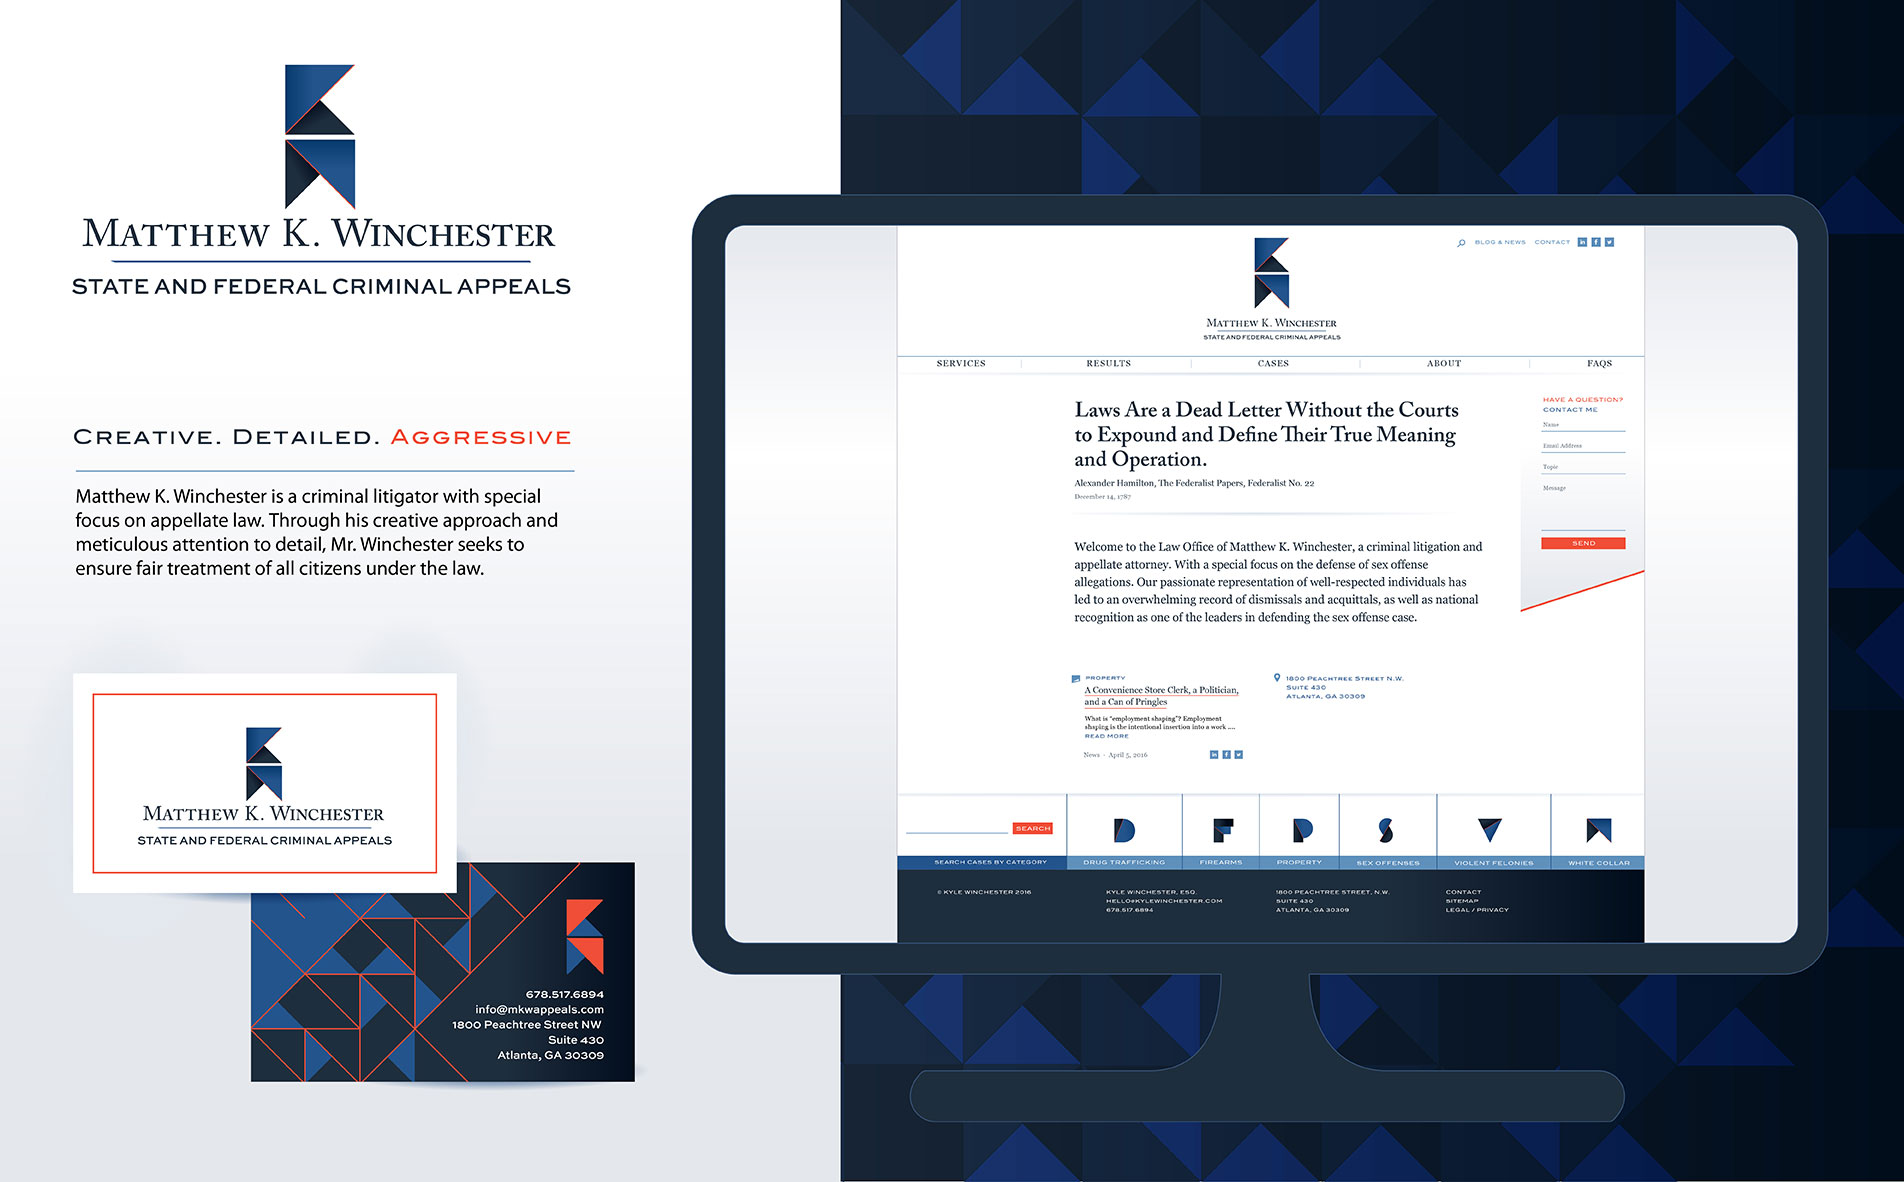 MATTHEW K. WINCHESTER
STATE AND FEDERAL CRIMINAL APPEALS
CREATIVE. DETAILED. AGGRESSIVE
Matthew K. Winchester is a criminal litigator with special
focus on appellate law. Through his creative approach and
meticulous attention to detail, Mr. Winchester seeks to
ensure fair treatment of all citizens under the law.
MATTHEW K. WINCHESTER
STATE AND FEDERAL CRIMINAL APPEALS
678.517.6894
info@mkwappeals.com
1800 Peachtree Street NW
Suite 430
Atlanta, GA 30309
BLOG & NEWS CONTACT
MATTHEW K. WINCHESTER
STATE AND FEDERAL CRIMINAL APPEALS
SERVICES RESULTS CASES ABOUT FAQS
Laws Are a Dead Letter Without the Courts
to Expound and Define Their True Meaning
and Operation.
Alexander Hamilton, The Federalist Papers, Federalist No. 22
December 14, 1787
Welcome to the Law Office of Matthew K. Winchester, a criminal litigation and
appellate attorney. With a special focus on the defense of sex offense
allegations. Our passionate representation of well-respected individuals has
led to an overwhelming record of dismissals and acquittals, as well as national
recognition as one of the leaders in defending the sex offense case.
HAVE A QUESTION?
CONTACT ME
Name
Email Address
Topic
Message
SEND
PROPERTY
A Convenience Store Clerk, a Politician,
and a Can of Pringles
What is "employment shaping"? Employment
shaping is the intentional insertion into a work ....
READ MORE
News - April 5, 2016
1800 PEACHTREE STREET N.W.
SUITE 430
ATLANTA, GA 30309
SEARCH
D F P S V W
SEARCH CASES BY CATEGORY DRUG TRAFFICKING FIREARMS PROPERTY SEX OFFENSES VIOLENT FELONIES WHITE COLLAR
© KYLE WINCHESTER 2016
KYLE WINCHESTER, ESQ.
HELLO@KYLEWINCHESTER.COM
678.517.6894
1800 PEACHTREE STREET, N.W.
SUITE 430
ATLANTA, GA 30309
CONTACT
SITEMAP
LEGAL / PRIVACY